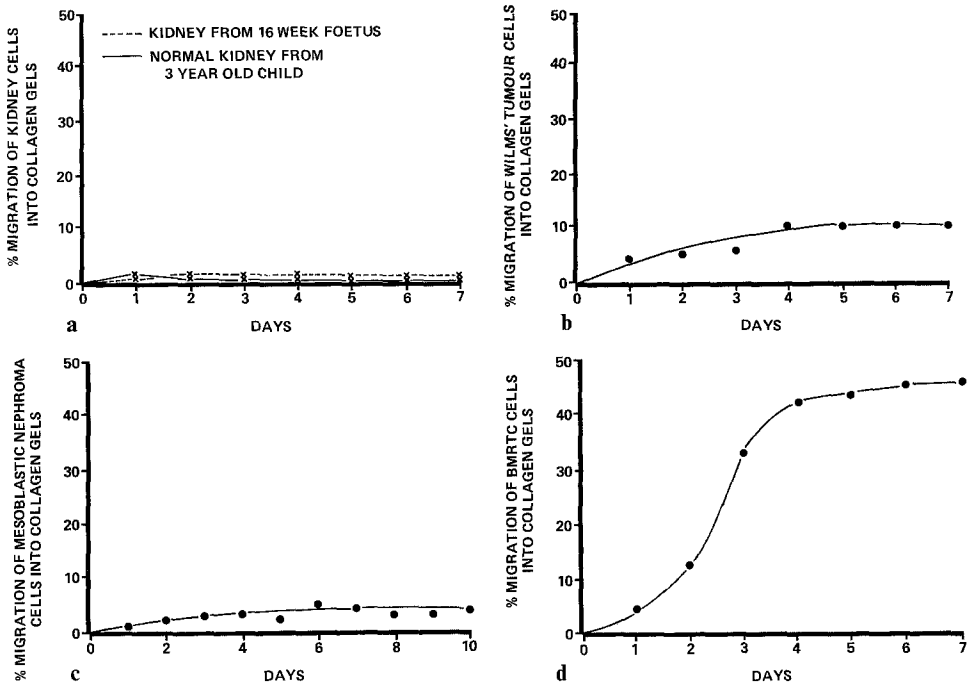 % MIGRATION OF KIDNEY CELLS
INTO COLLAGEN GELS
50
40
30
20
10
0
KIDNEY FROM 16 WEEK FOETUS
NORMAL KIDNEY FROM
3 YEAR OLD CHILD
0 1 2 3 4 5 6 7
a
DAYS
% MIGRATION OF WILMS' TUMOUR CELLS
INTO COLLAGEN GELS
50
40
30
20
10
0
0 1 2 3 4 5 6 7
b
DAYS
% MIGRATION OF MESOBLASTIC NEPHROMA
CELLS INTO COLLAGEN GELS
50
40
30
20
10
0
0 2 4 6 8 10
c
DAYS
% MIGRATION OF BMRTC CELLS
INTO COLLAGEN GELS
50
40
30
20
10
0
0 1 2 3 4 5 6 7
d
DAYS